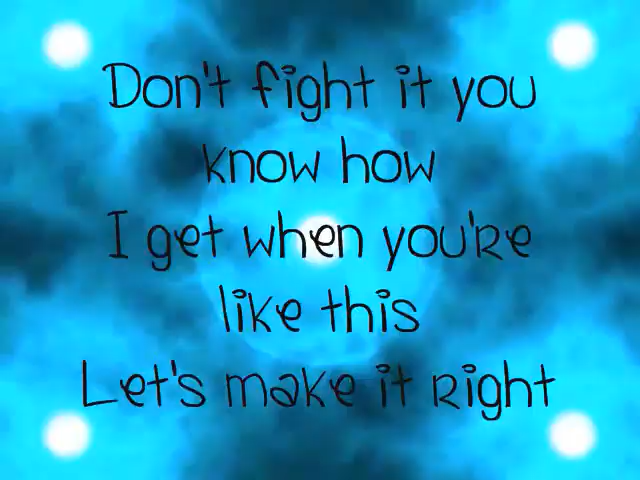 Don't fight it you
know how
I get when you're
like this
Let's make it right